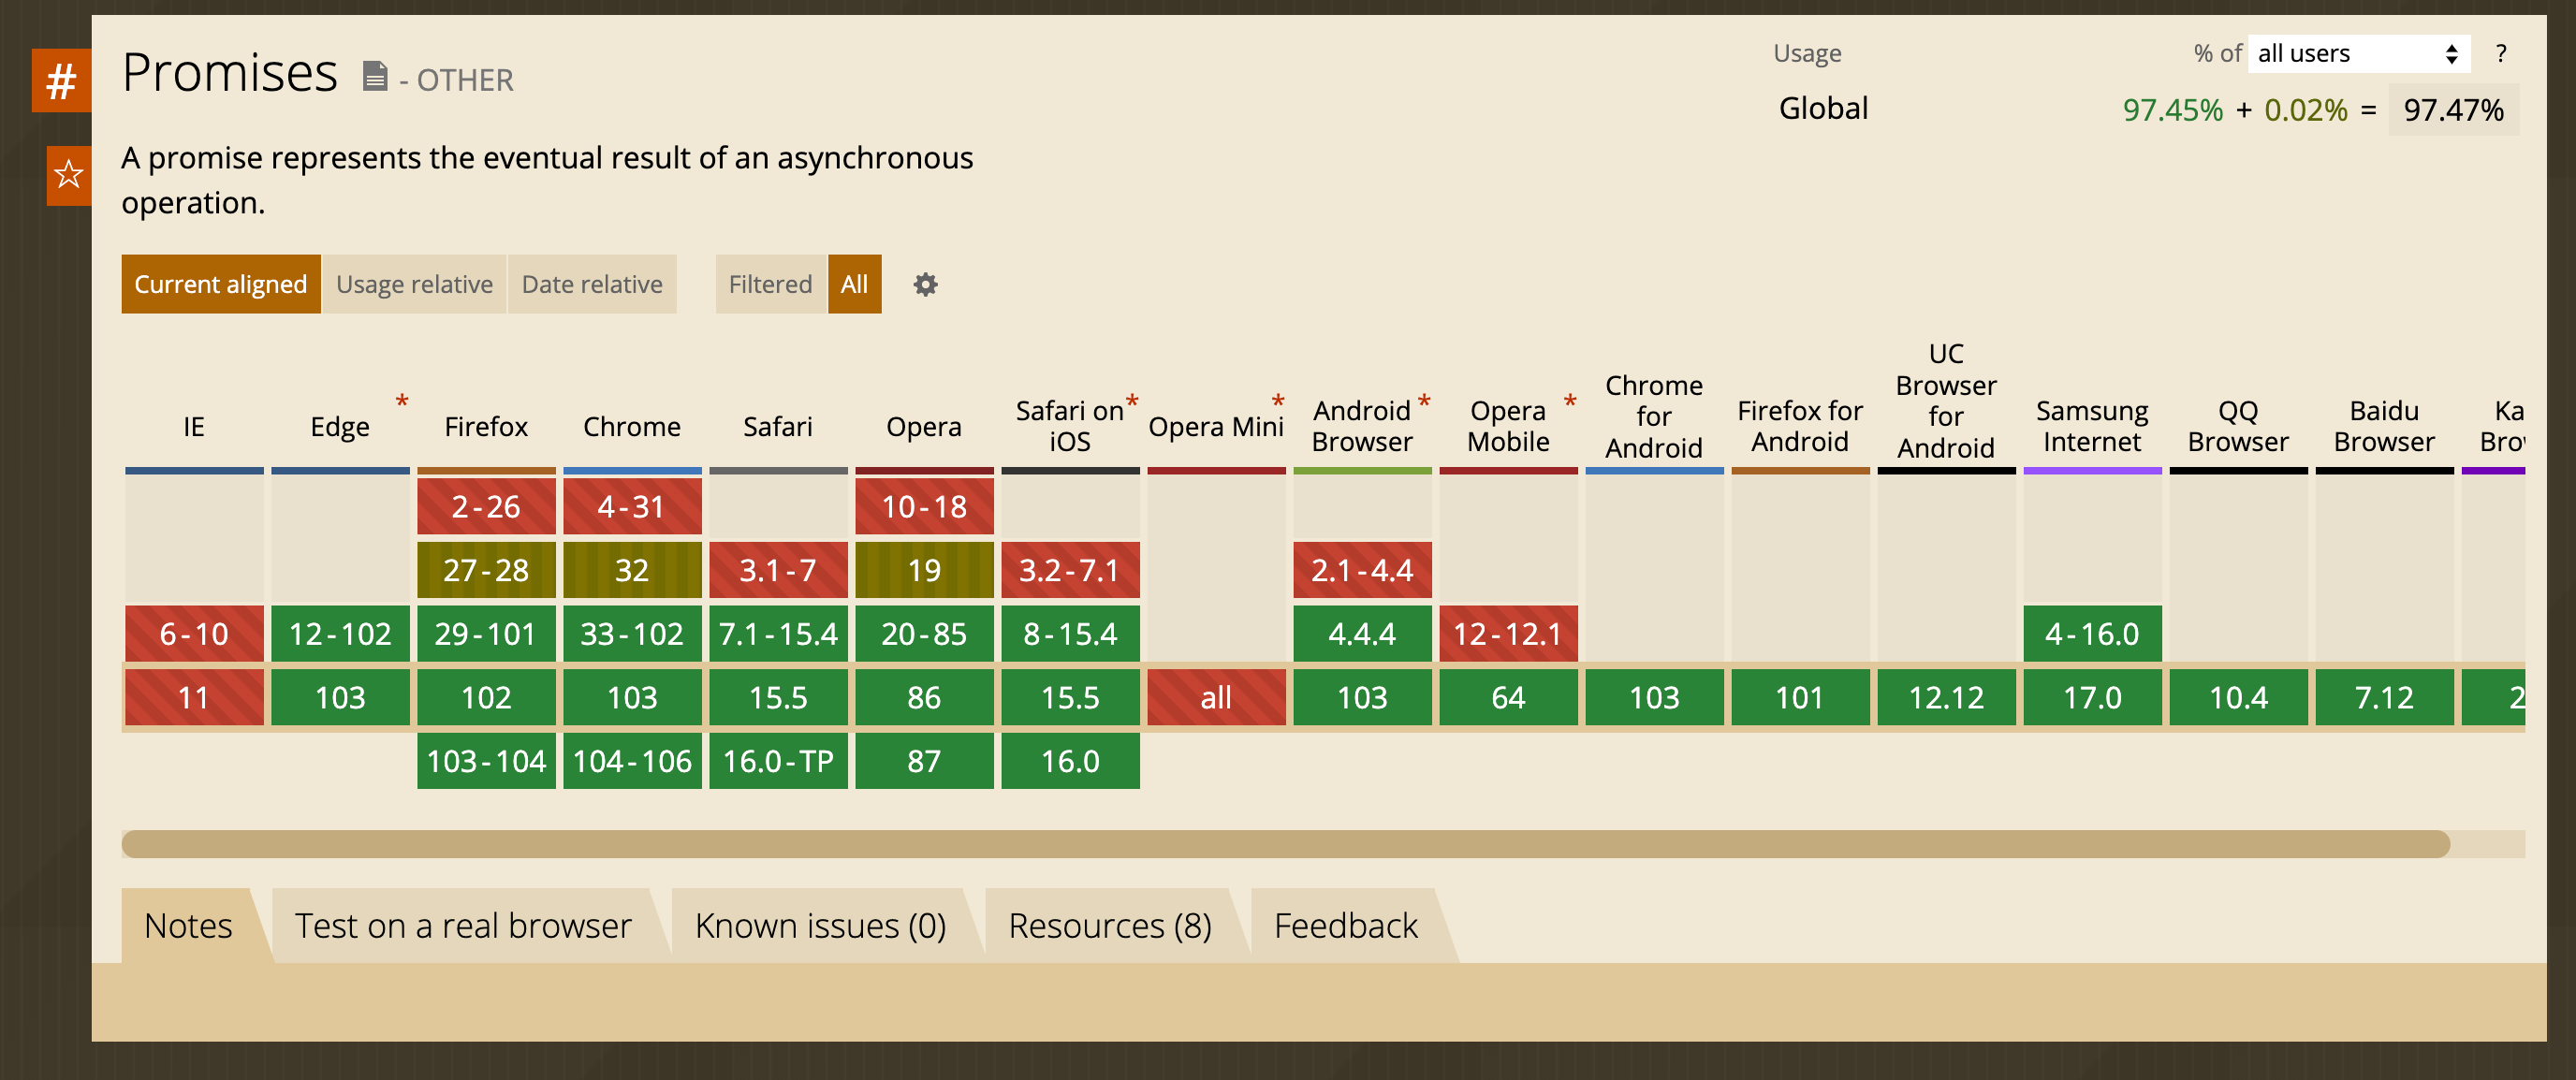 #
Promises - OTHER
Usage % of all users ?
Global 97.45% + 0.02% = 97.47%
A promise represents the eventual result of an asynchronous
operation.
Current aligned Usage relative Date relative Filtered All
IE
Edge *
Firefox
Chrome
Safari
Opera
Safari on *
iOS
Opera Mini *
Android *
Browser
Opera *
Mobile
Chrome
for
Android
Firefox for
Android
UC
Browser
for
Android
Samsung
Internet
QQ
Browser
Baidu
Browser
Ka
Bro
2-26 4-31 10-18
27-28 32 3.1-7 19 3.2-7.1 2.1-4.4
6-10 12-102 29-101 33-102 7.1-15.4 20-85 8-15.4 4.4.4 12-12.1 4-16.0
11 103 102 103 15.5 86 15.5 all 103 64 103 101 12.12 17.0 10.4 7.12 2
103-104 104-106 16.0-TP 87 16.0
Notes Test on a real browser Known issues (0) Resources (8) Feedback